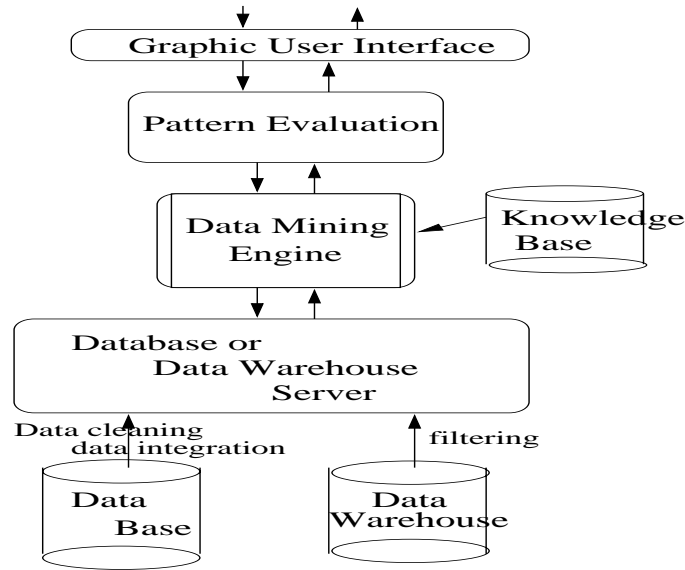 Graphic User Interface
Pattern Evaluation
Data Mining
Engine
Knowledge
Base
Database or
Data Warehouse
Server
Data cleaning
data integration
filtering
Data
Base
Data
Warehouse